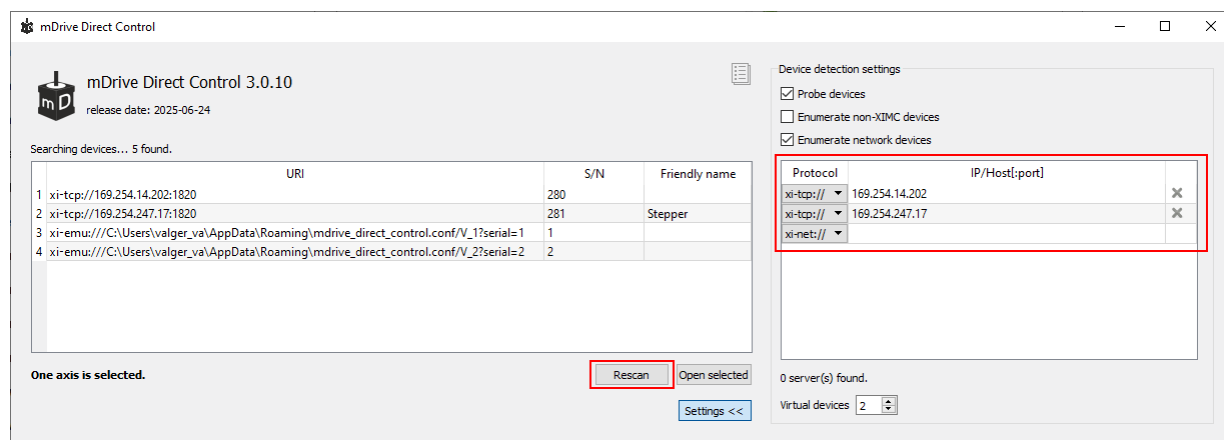 mDrive Direct Control
mD
mDrive Direct Control 3.0.10
release date: 2025-06-24
Searching devices... 5 found.
URI S/N Friendly name
1 xi-tcp://169.254.14.202:1820 280
2 xi-tcp://169.254.247.17:1820 281 Stepper
3 xi-emu:///C:\Users\valger_va\AppData\Roaming\mdrive_direct_control.conf/V_1?serial=1 1
4 xi-emu:///C:\Users\valger_va\AppData\Roaming\mdrive_direct_control.conf/V_2?serial=2 2
One axis is selected.
Rescan
Open selected
Settings <<
Device detection settings
Probe devices
Enumerate non-XIMC devices
Enumerate network devices
Protocol IP/Host[:port]
xi-tcp:// 169.254.14.202
xi-tcp:// 169.254.247.17
xi-net://
0 server(s) found.
Virtual devices 2